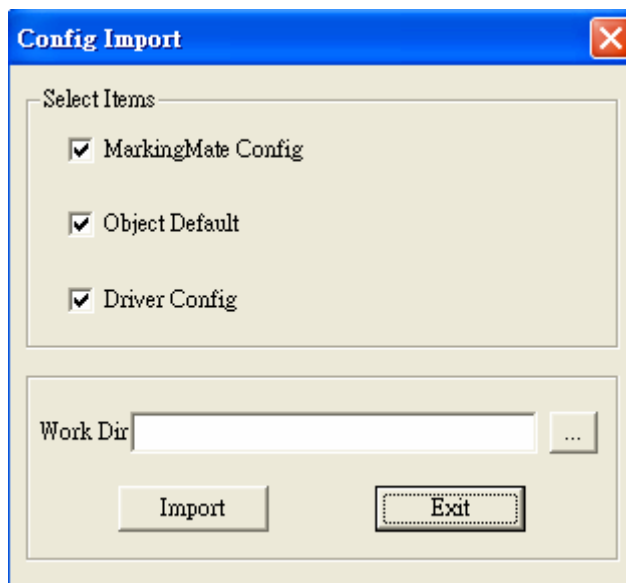 Config Import
Select Items
MarkingMate Config
Object Default
Driver Config
Work Dir
...
Import Exit